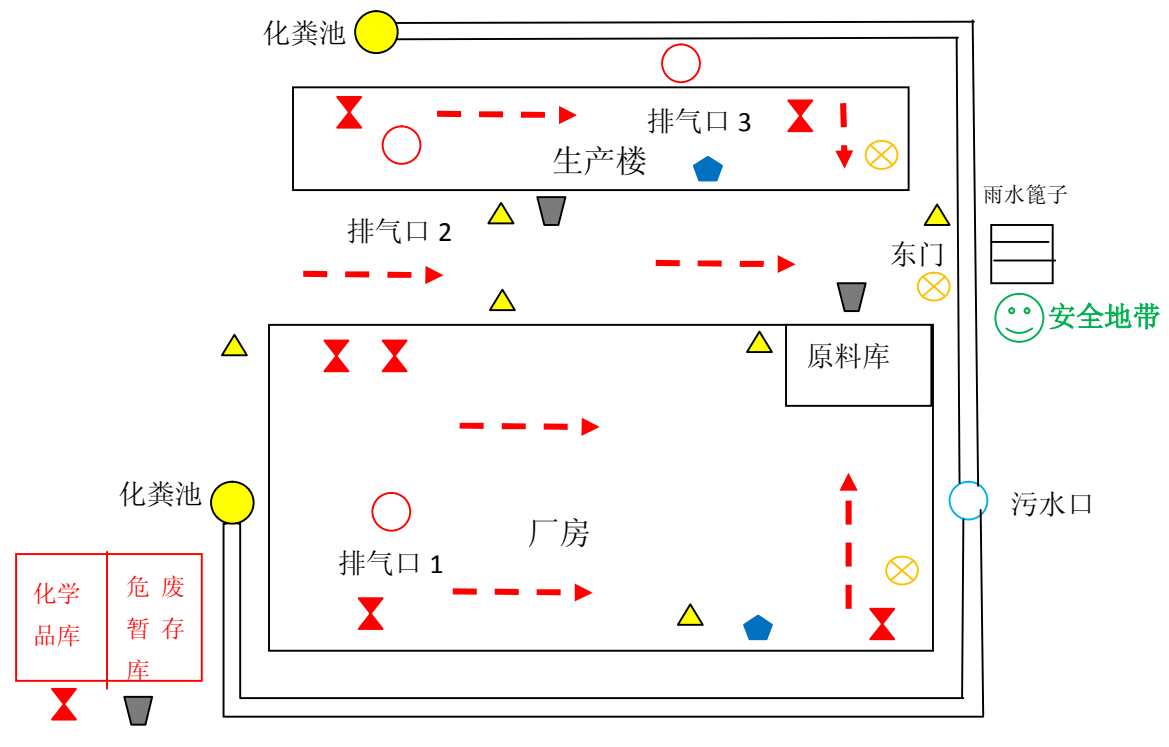 化粪池
排气口 3
生产楼
雨水篦子
排气口 2
东门
安全地带
原料库
化粪池
污水口
厂房
排气口 1
化学
品库
危 废
暂 存
库